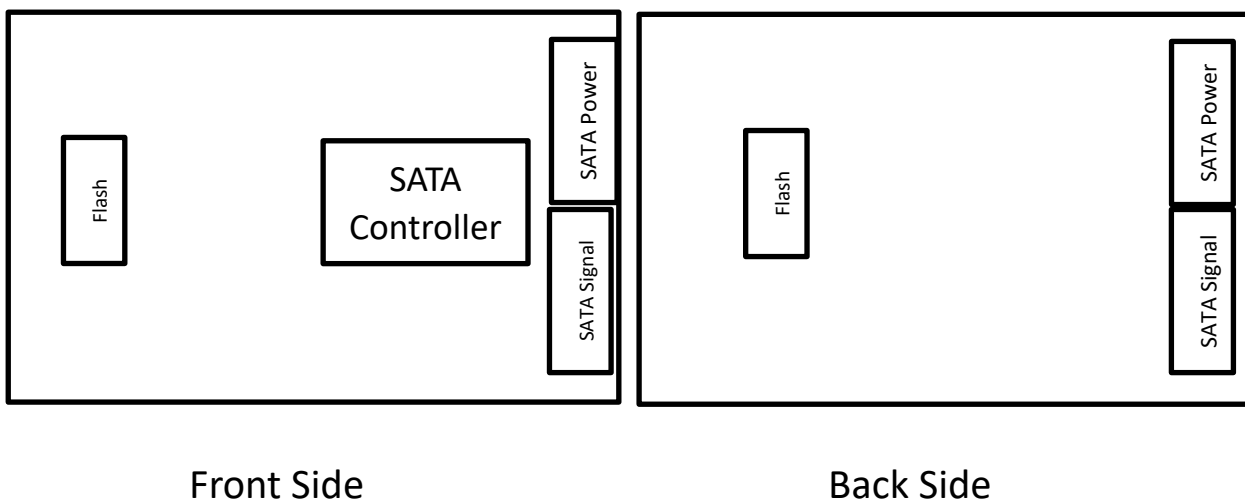 Flash
SATA
Controller
SATA Power
SATA Signal
Flash
SATA Power
SATA Signal
Front Side
Back Side